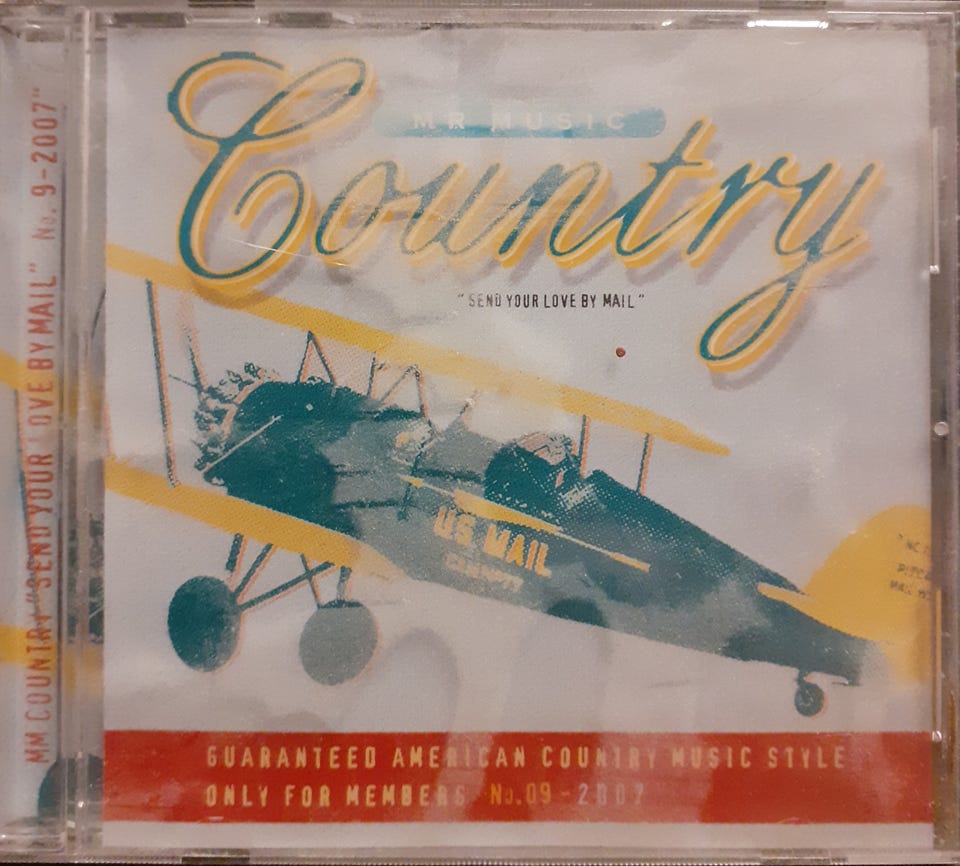 MM COUNTRY "SEND YOUR LOVE BY MAIL" No. 9-2007"
MR MUSIC
Country
"SEND YOUR LOVE BY MAIL"
US MAIL
GUARANTEED AMERICAN COUNTRY MUSIC STYLE
ONLY FOR MEMBERS No.09-2007